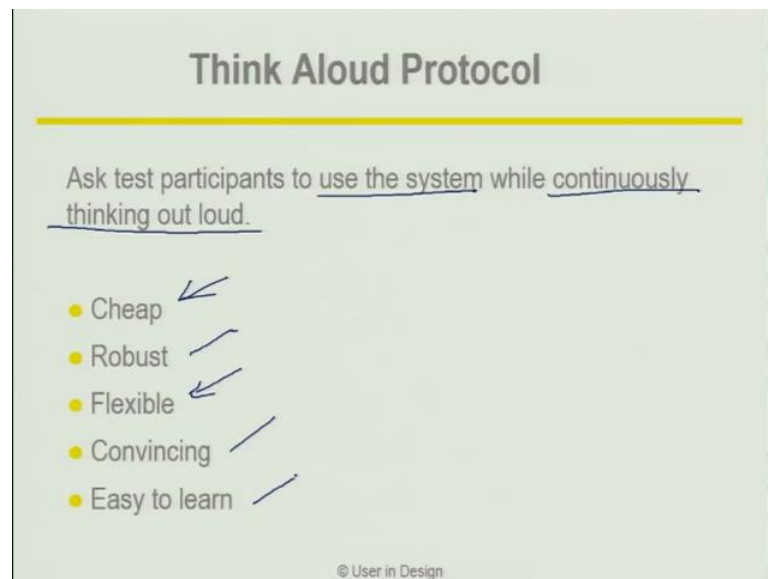 Think Aloud Protocol
Ask test participants to use the system while continuously
thinking out loud.
Cheap
Robust
Flexible
Convincing
Easy to learn
© User in Design